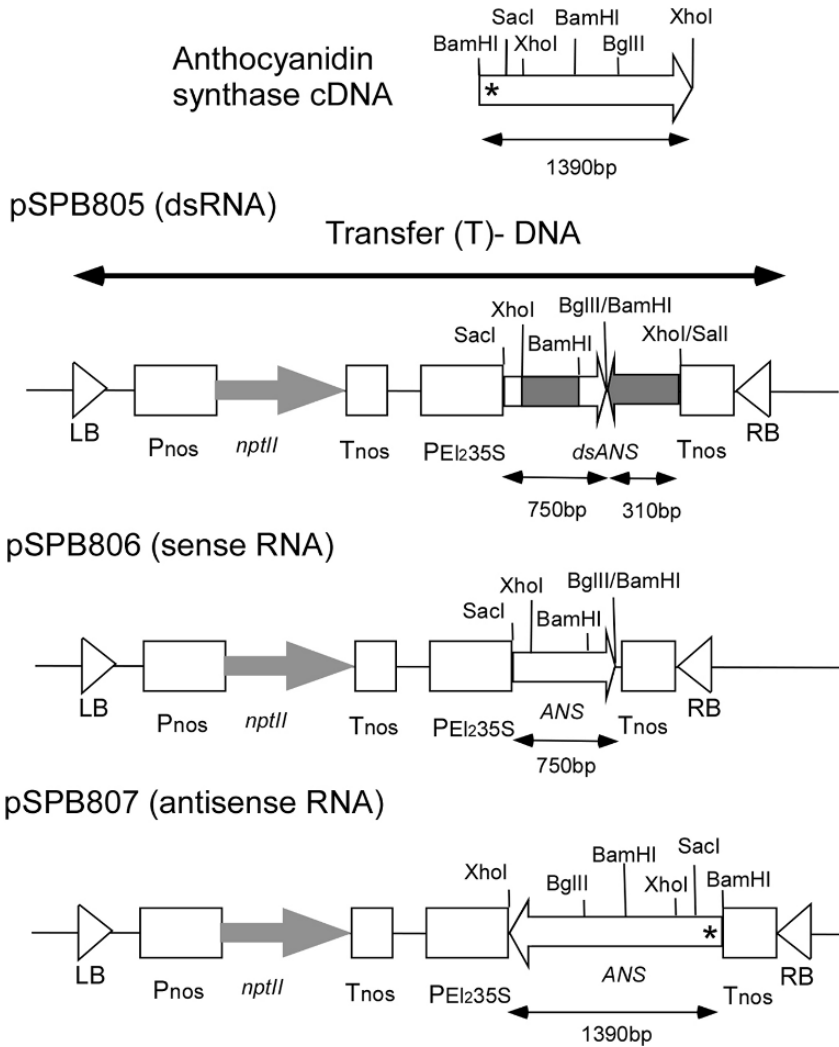 Anthocyanidin
synthase cDNA
BamHI SacI XhoI BamHI BglII XhoI
*
1390bp
pSPB805 (dsRNA)
Transfer (T)- DNA
SacI XhoI BamHI BglII/BamHI XhoI/SalI
LB Pnos nptII Tnos PEl235S dsANS Tnos RB
750bp 310bp
pSPB806 (sense RNA)
SacI XhoI BamHI BglII/BamHI
LB Pnos nptII Tnos PEl235S ANS Tnos RB
750bp
pSPB807 (antisense RNA)
XhoI BglII BamHI XhoI SacI BamHI
*
LB Pnos nptII Tnos PEl235S ANS Tnos RB
1390bp